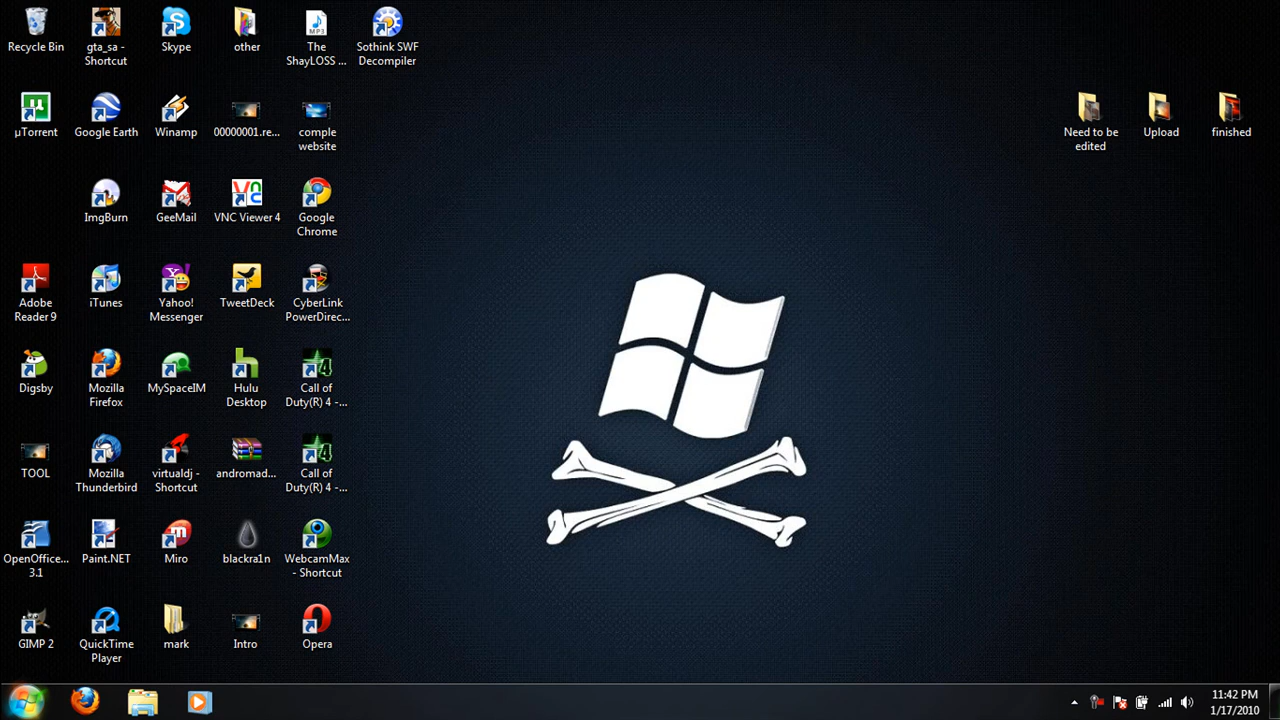 Recycle Bin
gta_sa -
Shortcut
Skype
other
The
ShayLOSS ...
Sothink SWF
Decompiler
µTorrent
Google Earth
Winamp
00000001.re...
comple
website
Need to be
edited
Upload
finished
ImgBurn
GeeMail
VNC Viewer 4
Google
Chrome
Adobe
Reader 9
iTunes
Yahoo!
Messenger
TweetDeck
CyberLink
PowerDirec...
Digsby
Mozilla
Firefox
MySpaceIM
Hulu
Desktop
Call of
Duty(R) 4 -...
TOOL
Mozilla
Thunderbird
virtualdj -
Shortcut
andromad...
Call of
Duty(R) 4 -...
OpenOffice...
3.1
Paint.NET
Miro
blackra1n
WebcamMax
- Shortcut
GIMP 2
QuickTime
Player
mark
Intro
Opera
11:42 PM
1/17/2010